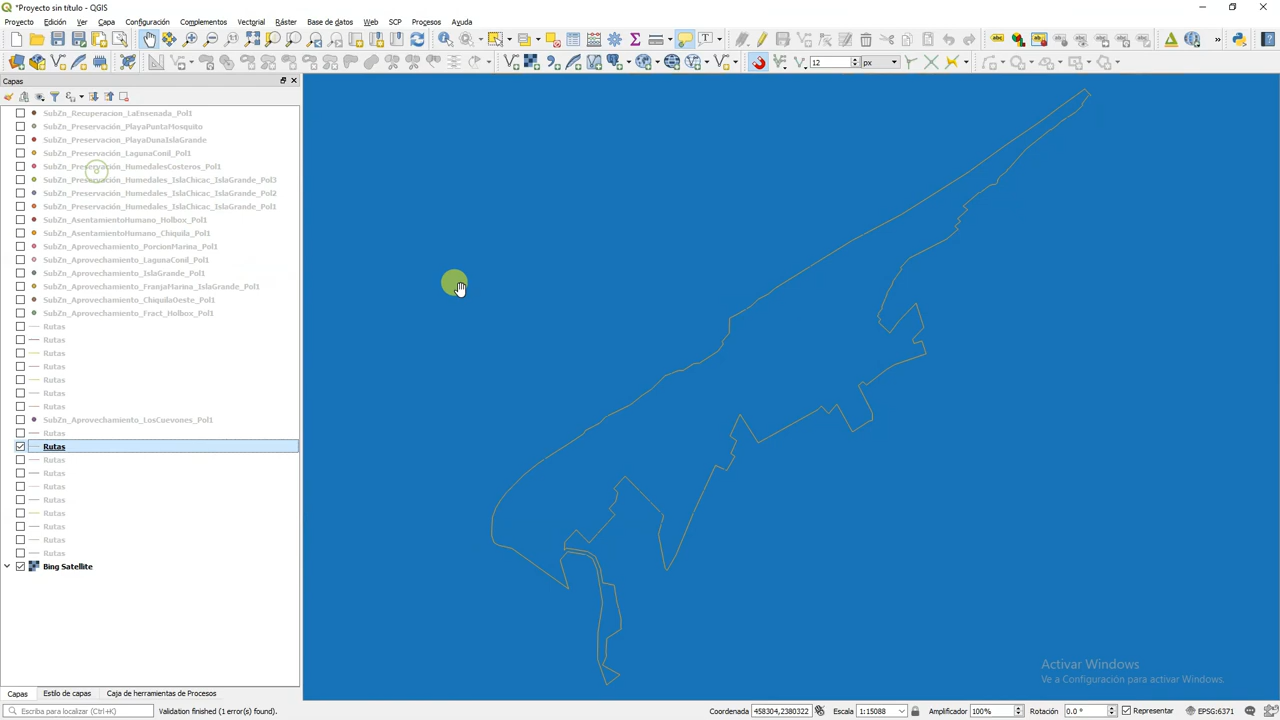 *Proyecto sin título - QGIS
Proyecto Edición Ver Capa Configuración Complementos Vectorial Ráster Base de datos Web SCP Procesos Ayuda
12 px
Capas
SubZn_Recuperacion_LaEnsenada_Pol1
SubZn_Preservación_PlayaPuntaMosquito
SubZn_Preservacion_PlayaDunaIslaGrande
SubZn_Preservación_LagunaConil_Pol1
SubZn_Preservación_HumedalesCosteros_Pol1
SubZn_Preservación_Humedales_IslaChicac_IslaGrande_Pol3
SubZn_Preservación_Humedales_IslaChicac_IslaGrande_Pol2
SubZn_Preservación_Humedales_IslaChicac_IslaGrande_Pol1
SubZn_AsentamientoHumano_Holbox_Pol1
SubZn_AsentamientoHumano_Chiquila_Pol1
SubZn_Aprovechamiento_PorcionMarina_Pol1
SubZn_Aprovechamiento_LagunaConil_Pol1
SubZn_Aprovechamiento_IslaGrande_Pol1
SubZn_Aprovechamiento_FranjaMarina_IslaGrande_Pol1
SubZn_Aprovechamiento_ChiquilaOeste_Pol1
SubZn_Aprovechamiento_Fract_Holbox_Pol1
Rutas
Rutas
Rutas
Rutas
Rutas
Rutas
Rutas
SubZn_Aprovechamiento_LosCuevones_Pol1
Rutas
Rutas
Rutas
Rutas
Rutas
Rutas
Rutas
Rutas
Rutas
Rutas
Bing Satellite
Activar Windows
Ve a Configuración para activar Windows.
Capas Estilo de capas Caja de herramientas de Procesos
Escriba para localizar (Ctrl+K) Validation finished (1 error(s) found). Coordenada 458304,2380322 Escala 1:15088 Amplificador 100% Rotación 0.0 ° Representar EPSG:6371